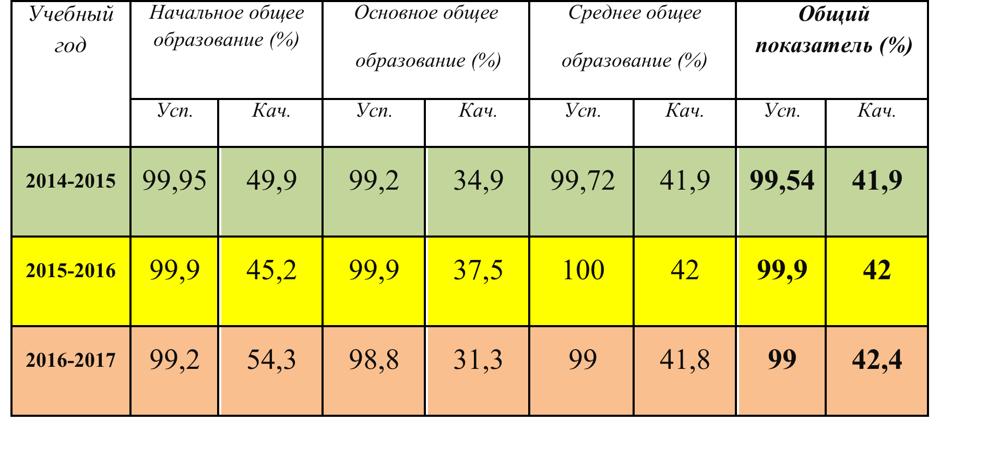 Учебный
год
Начальное общее
образование (%)
Основное общее
образование (%)
Среднее общее
образование (%)
Общий
показатель (%)
Усп. Кач. Усп. Кач. Усп. Кач. Усп. Кач.
2014-2015 99,95 49,9 99,2 34,9 99,72 41,9 99,54 41,9
2015-2016 99,9 45,2 99,9 37,5 100 42 99,9 42
2016-2017 99,2 54,3 98,8 31,3 99 41,8 99 42,4